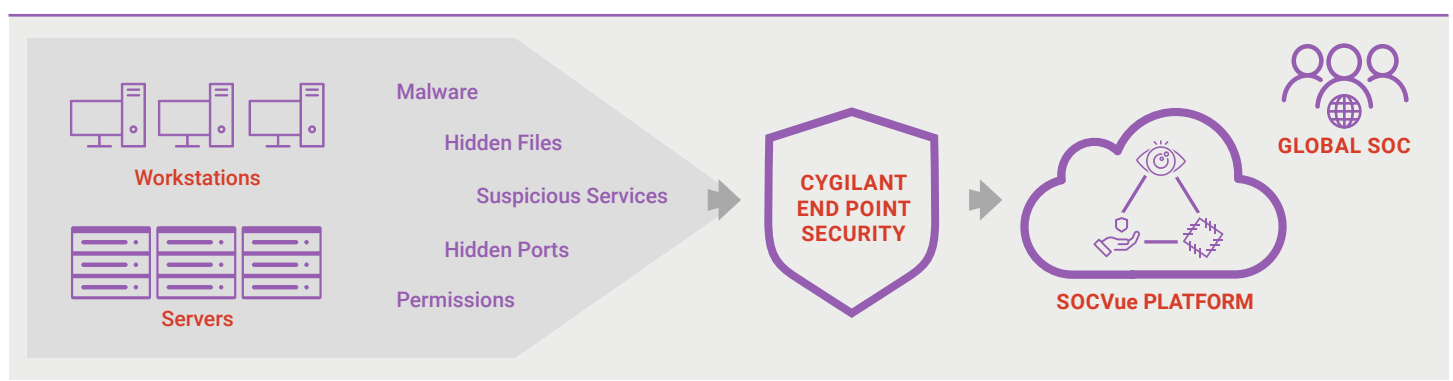 Workstations
Servers
Malware
Hidden Files
Suspicious Services
Hidden Ports
Permissions
CYGILANT
END POINT
SECURITY
SOCVue PLATFORM
GLOBAL SOC